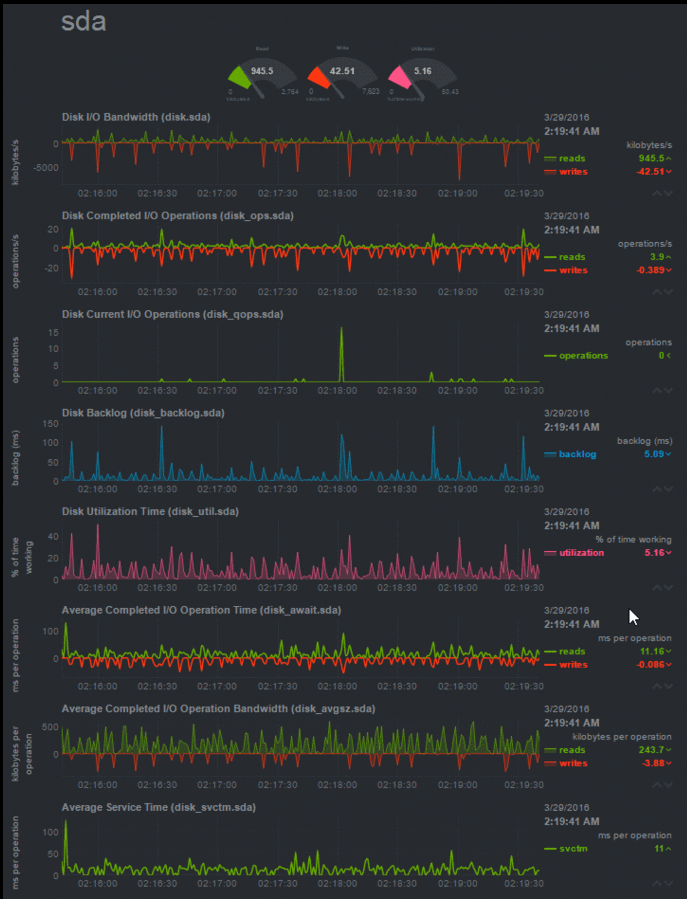 sda
Read
Write
Utilization
945.5
42.51
5.16
0
2,764
0
7,623
0
50.43
Disk I/O Bandwidth (disk.sda)
3/29/2016
2:19:41 AM
kilobytes/s
kilobytes/s
reads 945.5
writes -42.51
0
-5000
02:16:00 02:16:30 02:17:00 02:17:30 02:18:00 02:18:30 02:19:00 02:19:30
Disk Completed I/O Operations (disk_ops.sda)
3/29/2016
2:19:41 AM
operations/s
operations/s
reads 3.9
writes -0.389
20
0
-20
02:16:00 02:16:30 02:17:00 02:17:30 02:18:00 02:18:30 02:19:00 02:19:30
Disk Current I/O Operations (disk_qops.sda)
3/29/2016
2:19:41 AM
operations
operations
operations 0
15
10
5
0
02:16:00 02:16:30 02:17:00 02:17:30 02:18:00 02:18:30 02:19:00 02:19:30
Disk Backlog (disk_backlog.sda)
3/29/2016
2:19:41 AM
backlog (ms)
backlog (ms)
backlog 5.09
150
100
50
0
02:16:00 02:16:30 02:17:00 02:17:30 02:18:00 02:18:30 02:19:00 02:19:30
Disk Utilization Time (disk_util.sda)
3/29/2016
2:19:41 AM
% of time
working
% of time working
utilization 5.16
40
20
0
02:16:00 02:16:30 02:17:00 02:17:30 02:18:00 02:18:30 02:19:00 02:19:30
Average Completed I/O Operation Time (disk_await.sda)
3/29/2016
2:19:41 AM
ms per operation
ms per operation
reads 11.16
writes -0.086
100
0
02:16:00 02:16:30 02:17:00 02:17:30 02:18:00 02:18:30 02:19:00 02:19:30
Average Completed I/O Operation Bandwidth (disk_avgsz.sda)
3/29/2016
2:19:41 AM
kilobytes per
operation
kilobytes per operation
reads 243.7
writes -3.88
500
0
02:16:00 02:16:30 02:17:00 02:17:30 02:18:00 02:18:30 02:19:00 02:19:30
Average Service Time (disk_svctm.sda)
3/29/2016
2:19:41 AM
ms per operation
ms per operation
svctm 11
100
50
0
02:16:00 02:16:30 02:17:00 02:17:30 02:18:00 02:18:30 02:19:00 02:19:30